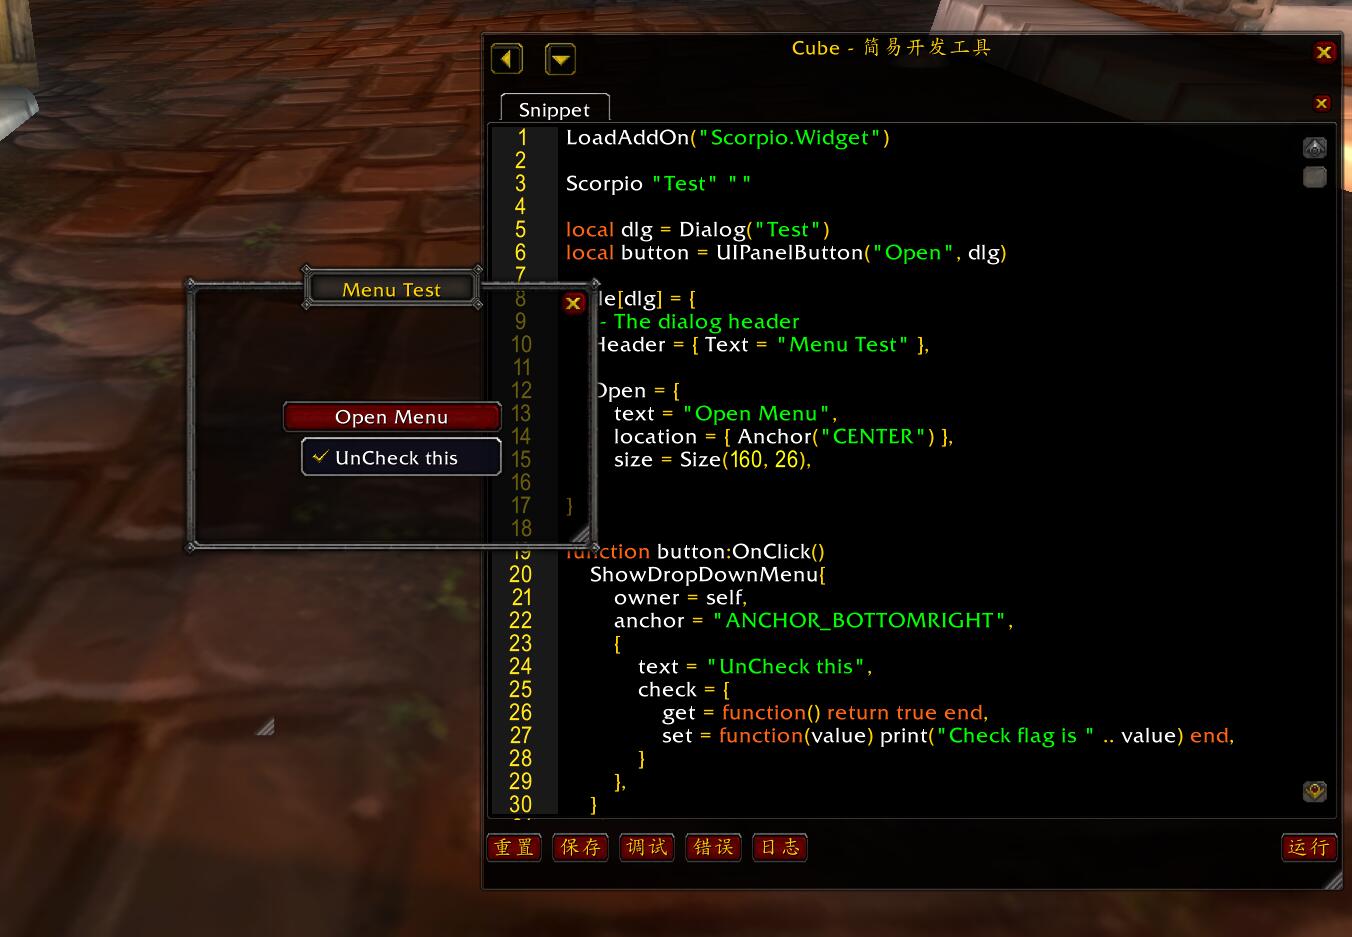 Cube - 简易开发工具
Snippet
1 LoadAddOn("Scorpio.Widget")
2
3 Scorpio "Test" ""
4
5 local dlg = Dialog("Test")
6 local button = UIPanelButton("Open", dlg)
7
8 le[dlg] = {
9 - The dialog header
10 Header = { Text = "Menu Test" },
11
12 Open = {
13 text = "Open Menu",
14 location = { Anchor("CENTER") },
15 size = Size(160, 26),
16
17 }
18
19 function button:OnClick()
20 ShowDropDownMenu{
21 owner = self,
22 anchor = "ANCHOR_BOTTOMRIGHT",
23 {
24 text = "UnCheck this",
25 check = {
26 get = function() return true end,
27 set = function(value) print("Check flag is " .. value) end,
28 }
29 },
30 }
Menu Test
Open Menu
UnCheck this
重置 保存 调试 错误 日志 运行